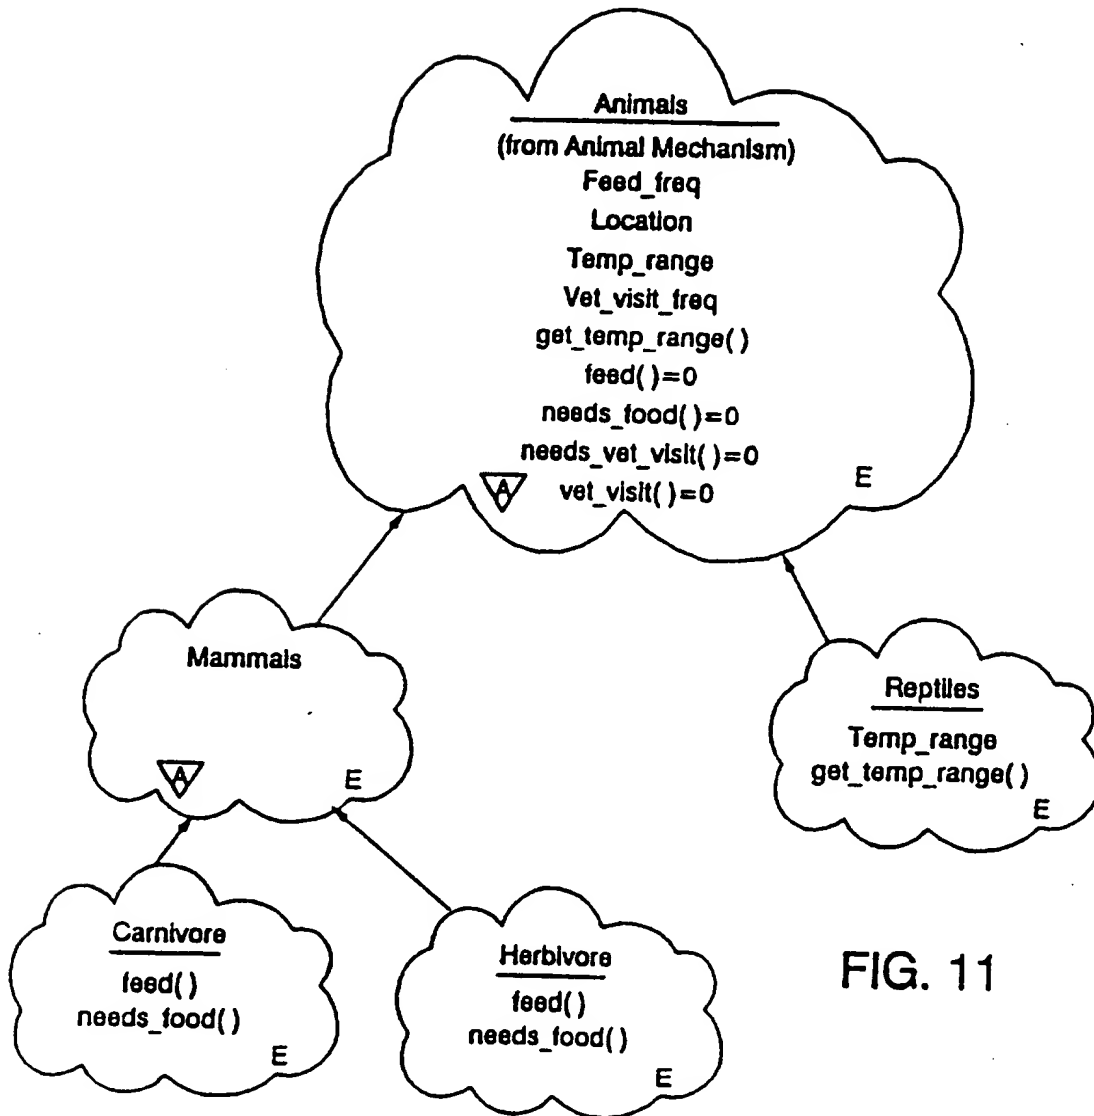 Animals
(from Animal Mechanism)
Feed_freq
Location
Temp_range
Vet_visit_freq
get_temp_range()
feed()=0
needs_food()=0
needs_vet_visit()=0
vet_visit()=0
A
E
Mammals
A
E
Reptiles
Temp_range
get_temp_range()
E
Carnivore
feed()
needs_food()
E
Herbivore
feed()
needs_food()
E
FIG. 11